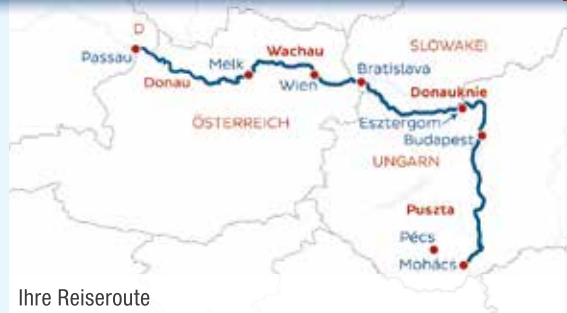 D
SLOWAKEI
Wachau
Passau
Melk
Bratislava
Donau
Wien
Donauknie
ÖSTERREICH
Esztergom
Budapest
UNGARN
Puszta
Pécs
Mohács
Ihre Reiseroute